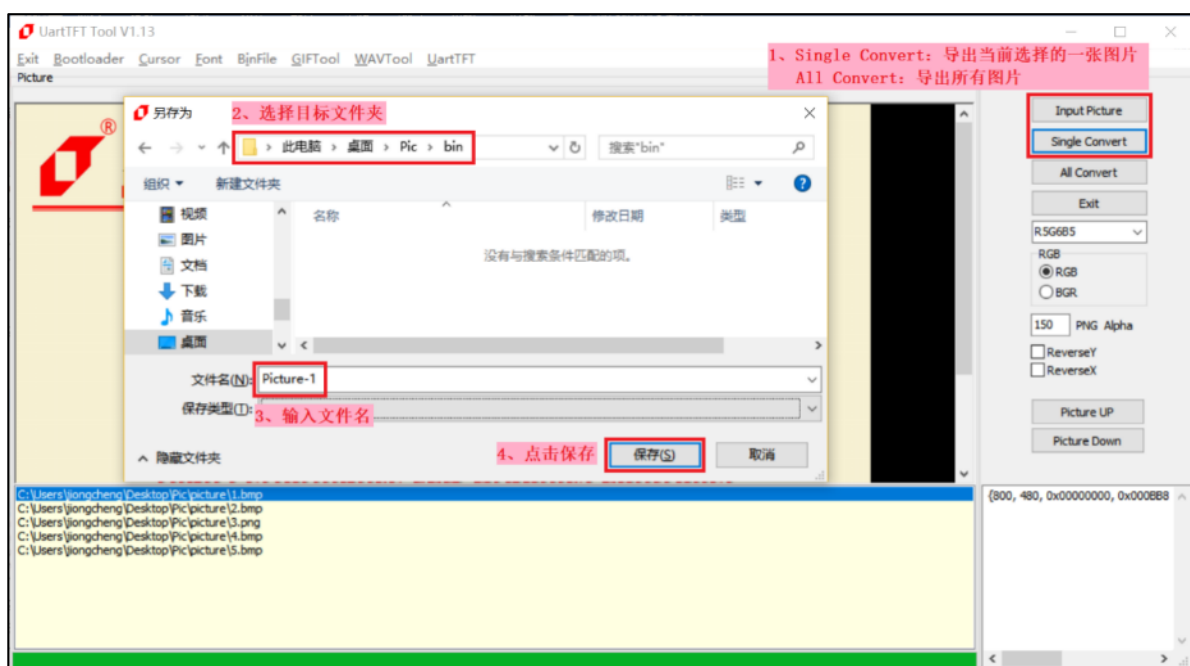 UartTFT Tool V1.13
Exit Bootloader Cursor Font BinFile GIFTool WAVTool UartTFT
Picture
1、Single Convert：导出当前选择的一张图片
All Convert：导出所有图片
®
另存为
2、选择目标文件夹
此电脑 › 桌面 › Pic › bin
搜索"bin"
组织
新建文件夹
名称
修改日期
类型
没有与搜索条件匹配的项。
视频
图片
文档
下载
音乐
桌面
文件名(N):
Picture-1
保存类型(T):
3、输入文件名
隐藏文件夹
4、点击保存
保存(S)
取消
Input Picture
Single Convert
All Convert
Exit
R5G6B5
RGB
RGB
BGR
150 PNG Alpha
ReverseY
ReverseX
Picture UP
Picture Down
C:\Users\jiongcheng\Desktop\Pic\picture\1.bmp
C:\Users\jiongcheng\Desktop\Pic\picture\2.bmp
C:\Users\jiongcheng\Desktop\Pic\picture\3.png
C:\Users\jiongcheng\Desktop\Pic\picture\4.bmp
C:\Users\jiongcheng\Desktop\Pic\picture\5.bmp
{800, 480, 0x00000000, 0x000BB8